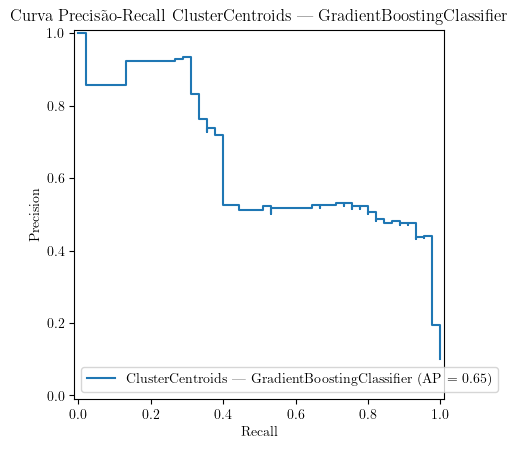 Curva Precisão-Recall ClusterCentroids — GradientBoostingClassifier
1.0
0.8
0.6
0.4
0.2
0.0
Precision
ClusterCentroids — GradientBoostingClassifier (AP = 0.65)
0.0 0.2 0.4 0.6 0.8 1.0
Recall